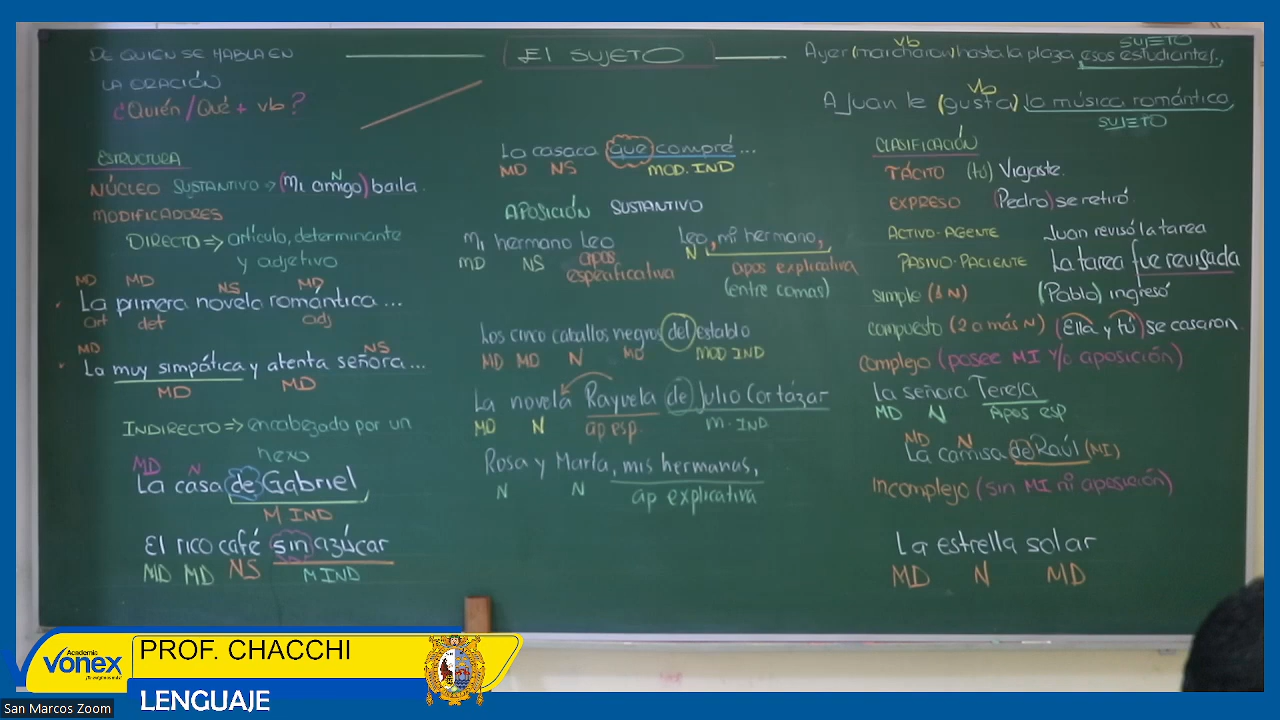 DE QUIEN SE HABLA EN
LA ORACIÓN
¿Quién/Qué + vb?
ESTRUCTURA
NÚCLEO SUSTANTIVO → (Mi amigo) baila.
N
MODIFICADORES
DIRECTO ⇒ artículo, determinante
y adjetivo
MD MD NS MD
La primera novela romántica ...
art det adj
MD NS
La muy simpática y atenta señora...
MD MD
INDIRECTO ⇒ encabezado por un
nexo
MD N
La casa de Gabriel
M IND
El rico café sin azúcar
MD MD NS M IND
El SUJETO
La casaca que compré ...
MD NS MOD. IND
APOSICIÓN SUSTANTIVO
Mi hermano Leo
MD NS apos
especificativa
Leo, mi hermano,
N apos explicativa
(entre comas)
Los cinco caballos negros del establo
MD MD N MD MOD IND
La novela Rayuela de Julio Cortázar
MD N ap esp. M. IND
Rosa y María, mis hermanas,
N N ap explicativa
vb SUJETO
Ayer (marcharon) hasta la plaza esos estudiantes.
vb
A Juan le (gusta) la música romántica
SUJETO
CLASIFICACIÓN
TÁCITO (tú) Viajaste.
EXPRESO (Pedro) se retiró.
ACTIVO-AGENTE Juan revisó la tarea
PASIVO-PACIENTE La tarea fue revisada
simple (1 N) (Pablo) ingresó
compuesto (2 o más N) (Ella y tú) se casaron.
complejo (posee MI y/o aposición)
la señora Teresa
MD N Apos esp
MD N
La camisa de Raúl (MI)
Incomplejo (sin MI ni aposición)
La estrella solar
MD N MD
Academia
Vonex
¡Te exigimos más!
PROF. CHACCHI
LENGUAJE
San Marcos Zoom